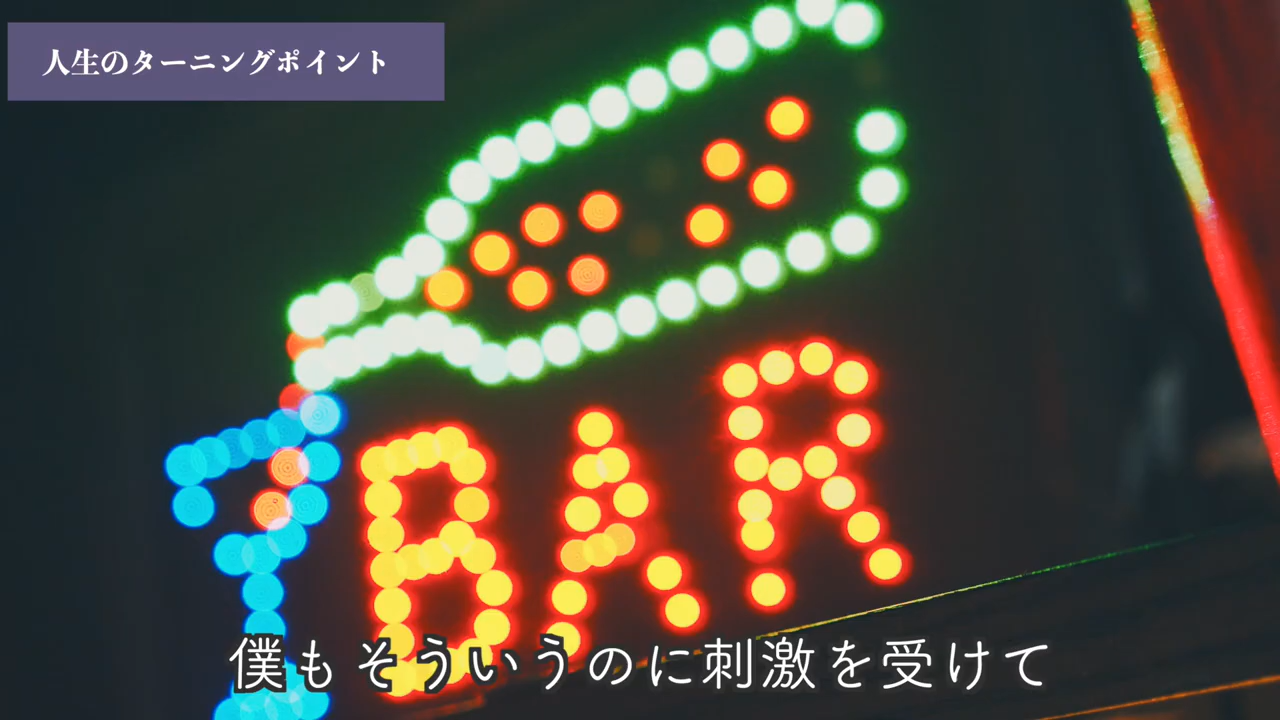 人生のターニングポイント
BAR
僕もそういうのに刺激を受けて